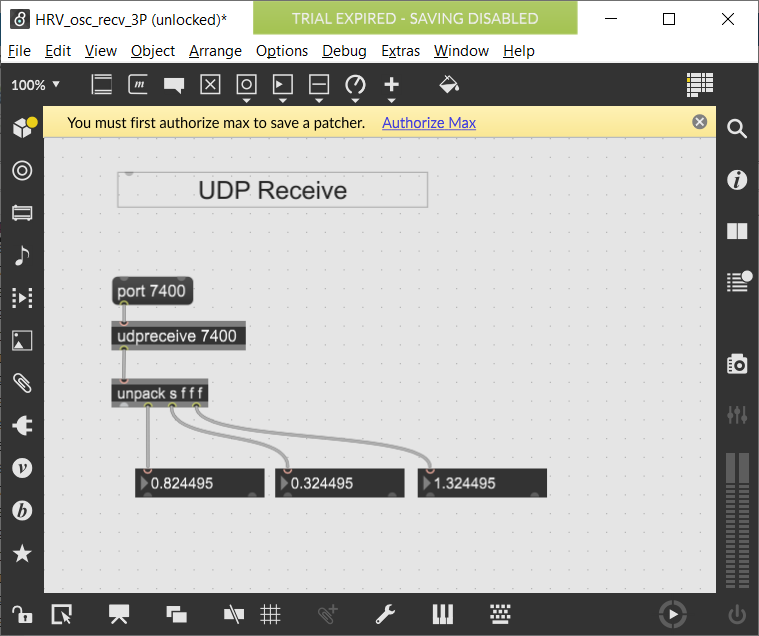 HRV_osc_recv_3P (unlocked)*
TRIAL EXPIRED - SAVING DISABLED
File Edit View Object Arrange Options Debug Extras Window Help
100%
m
You must first authorize max to save a patcher. Authorize Max
UDP Receive
port 7400
udpreceive 7400
unpack s f f f
0.824495 0.324495 1.324495
v
b